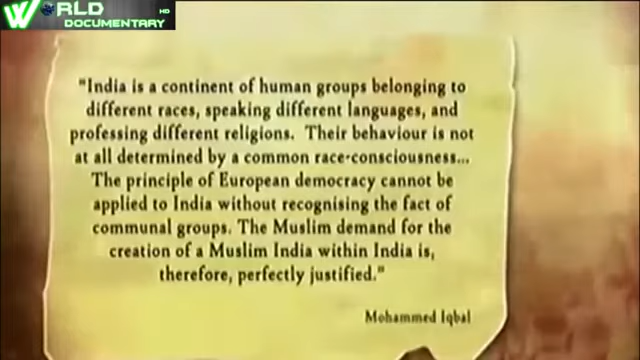 WORLD
DOCUMENTARY HD
"India is a continent of human groups belonging to
different races, speaking different languages, and
professing different religions. Their behaviour is not
at all determined by a common race-consciousness...
The principle of European democracy cannot be
applied to India without recognising the fact of
communal groups. The Muslim demand for the
creation of a Muslim India within India is,
therefore, perfectly justified."
Mohammed Iqbal